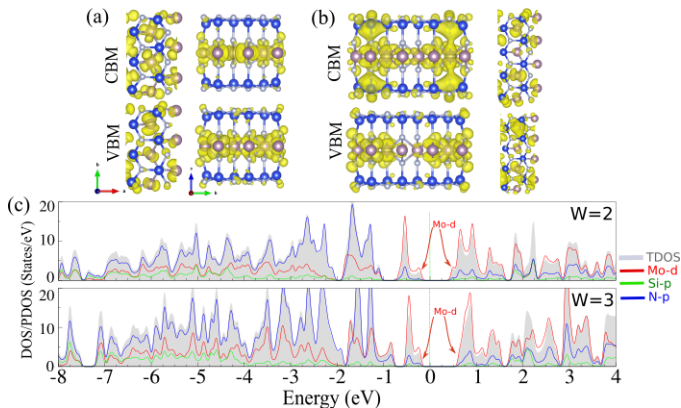 (a)
(b)
CBM
CBM
VBM
VBM
(c)
20
W=2
Mo-d
10
0
TDOS
Mo-d
Si-p
N-p
20
W=3
Mo-d
10
0
DOS/PDOS (States/eV)
-8 -7 -6 -5 -4 -3 -2 -1 0 1 2 3 4
Energy (eV)